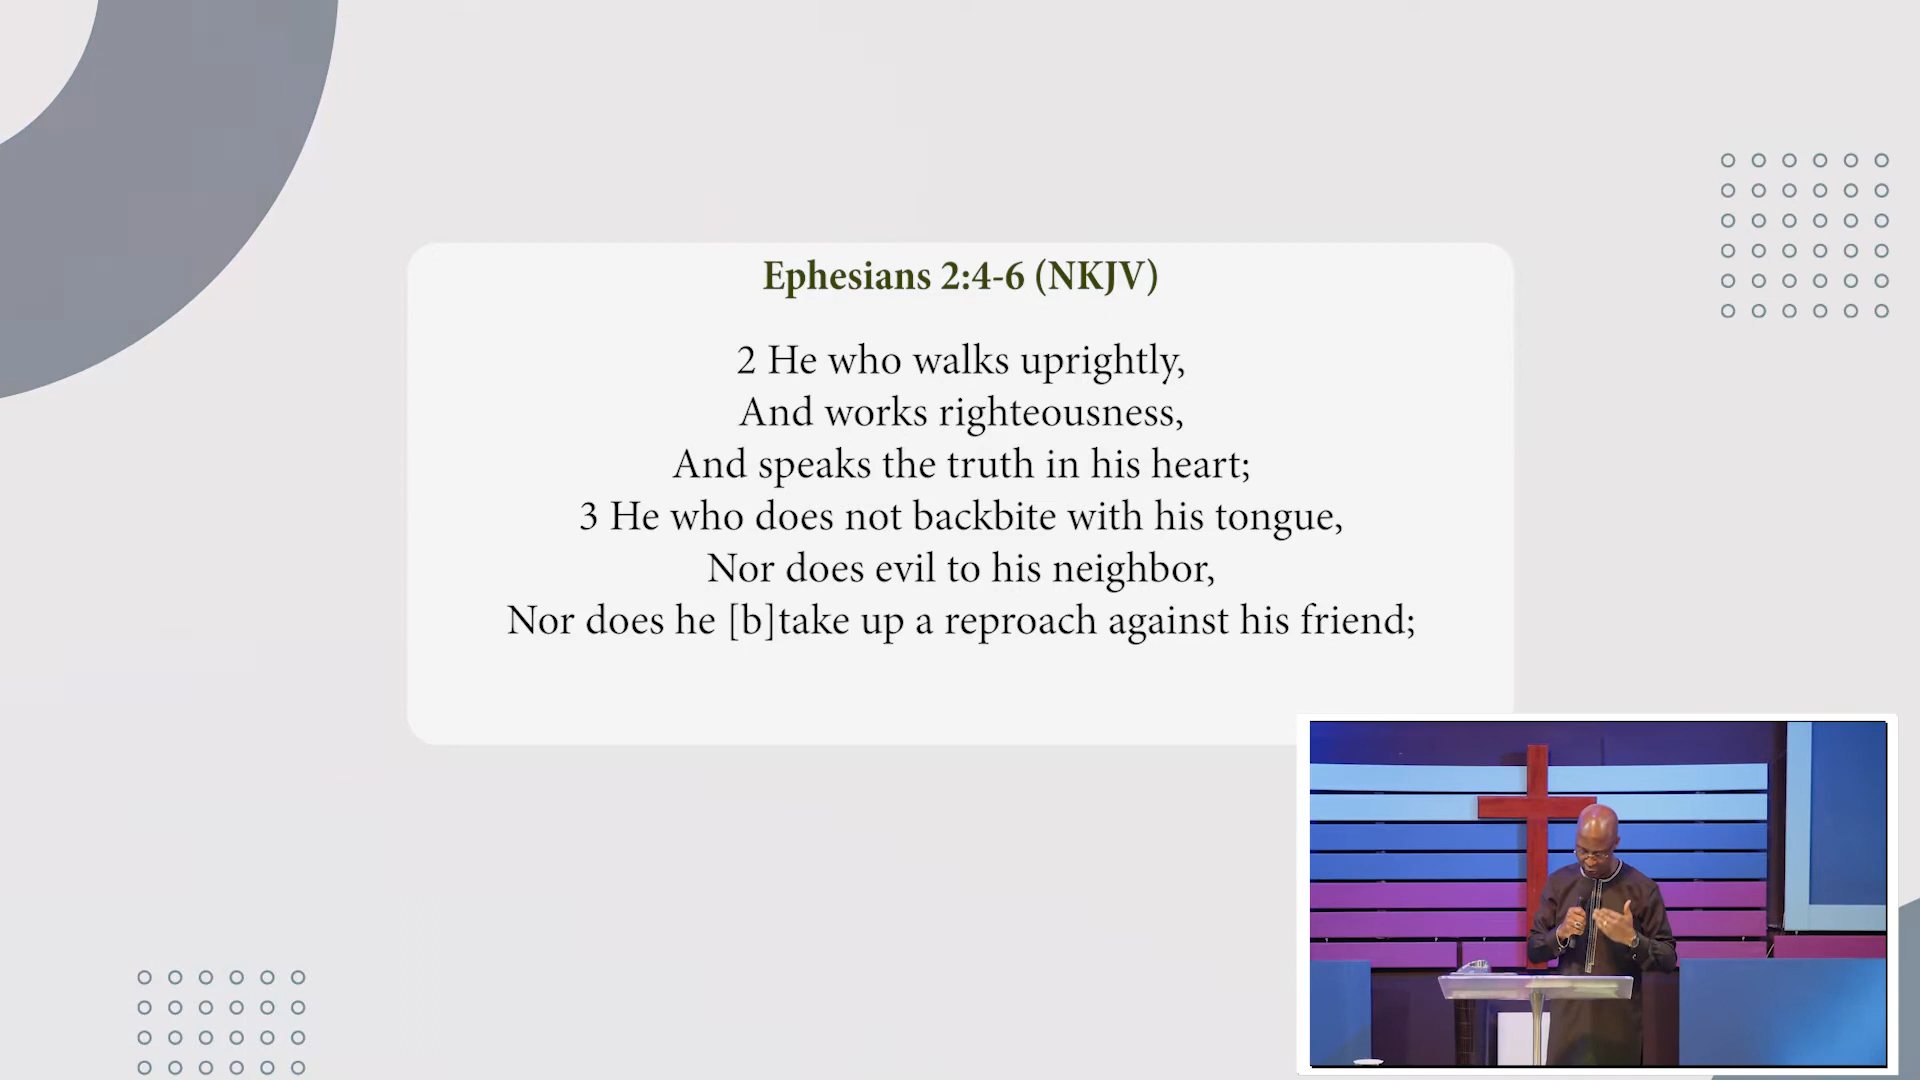 Ephesians 2:4-6 (NKJV)
2 He who walks uprightly,
And works righteousness,
And speaks the truth in his heart;
3 He who does not backbite with his tongue,
Nor does evil to his neighbor,
Nor does he [b]take up a reproach against his friend;